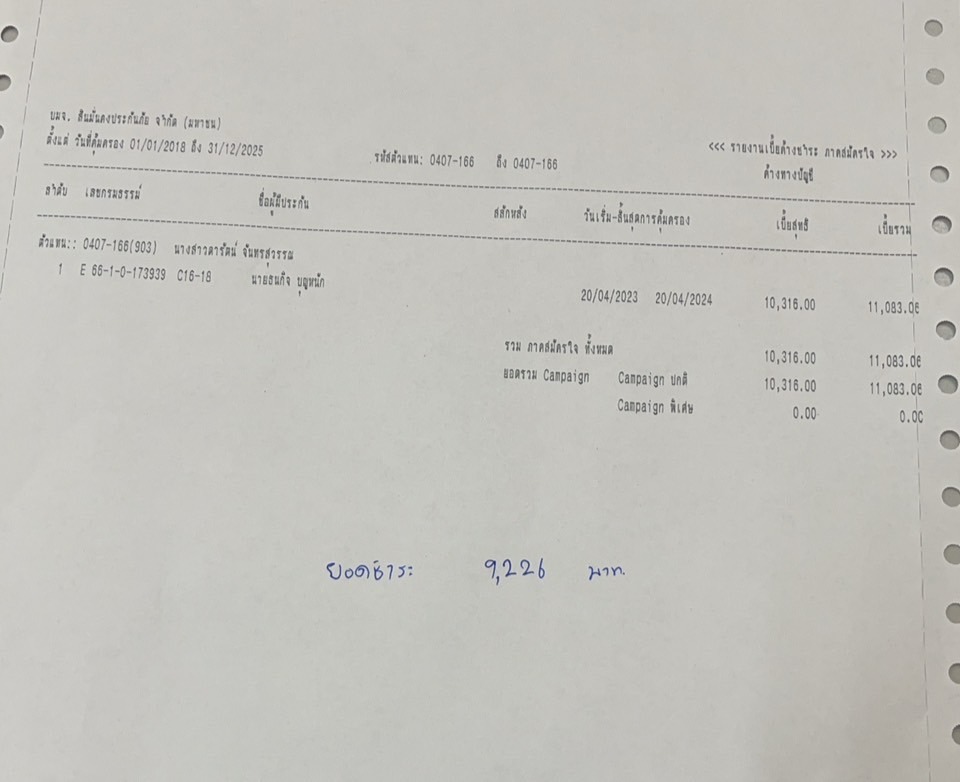 บมจ. สินมั่นคงประกันภัย จำกัด (มหาชน)
ตั้งแต่ วันที่คุ้มครอง 01/01/2018 ถึง 31/12/2025
รหัสตัวแทน: 0407-166 ถึง 0407-166
<<< รายงานเบี้ยค้างชำระ ภาคสมัครใจ >>>
ค้างทางบัญชี
ลำดับ เลขกรมธรรม์ ชื่อผู้มีประกัน สลักหลัง วันเริ่ม-สิ้นสุดการคุ้มครอง เบี้ยสุทธิ เบี้ยรวม
ตัวแทน:: 0407-166(903) นางสาวดารัตน์ จันทรสุวรรณ
1 E 66-1-0-173939 C16-18 นายธนกิจ บุญหนัก 20/04/2023 20/04/2024 10,316.00 11,083.06
รวม ภาคสมัครใจ ทั้งหมด 10,316.00 11,083.06
ยอดรวม Campaign Campaign ปกติ 10,316.00 11,083.06
Campaign พิเศษ 0.00 0.00
ยอดชำระ 9,226 บาท.